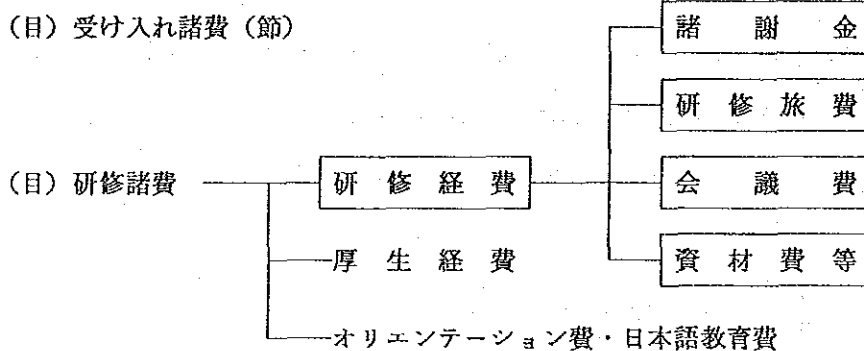 (目) 受け入れ諸費 (節)
諸謝金
研修旅費
(目) 研修諸費
研修経費
会議費
厚生経費
資材費等
オリエンテーション費・日本語教育費